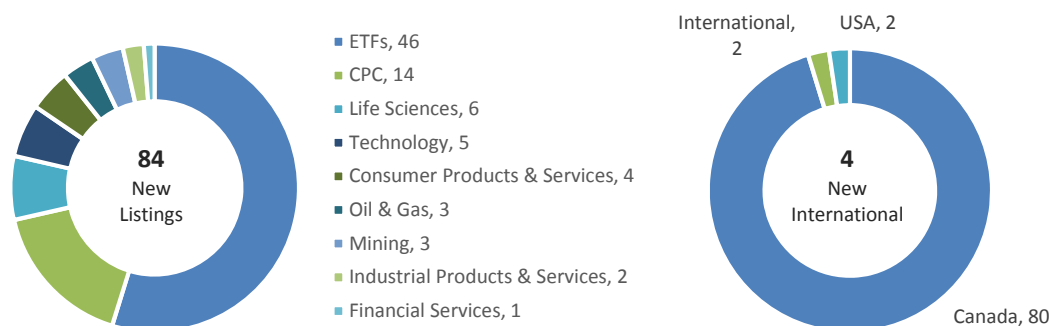 84
New
Listings
ETFs, 46
CPC, 14
Life Sciences, 6
Technology, 5
Consumer Products & Services, 4
Oil & Gas, 3
Mining, 3
Industrial Products & Services, 2
Financial Services, 1
International,
2
USA, 2
4
New
International
Canada, 80